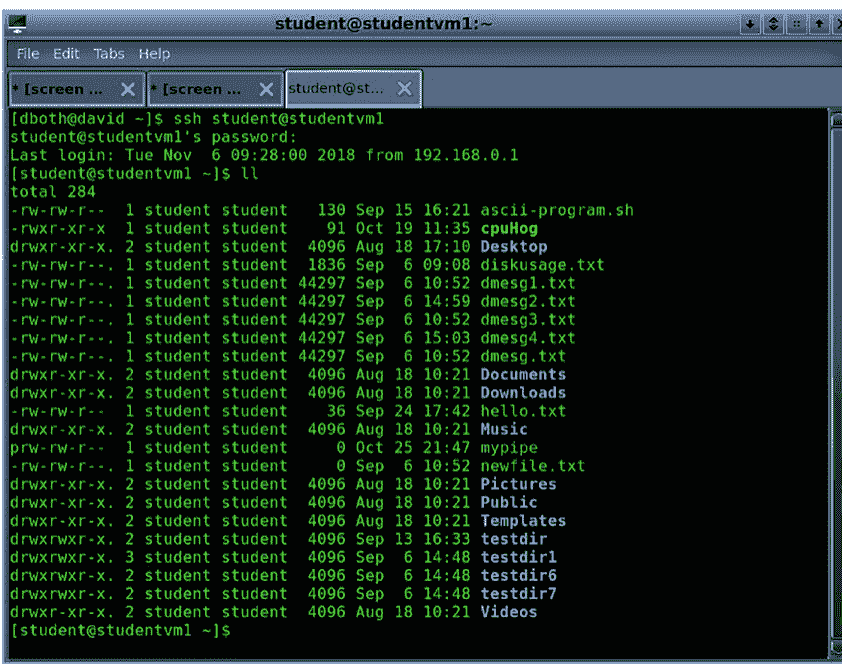 student@studentvm1:~
File Edit Tabs Help
* [screen ... * [screen ... student@st...
[dboth@david ~]$ ssh student@studentvm1
student@studentvm1's password:
Last login: Tue Nov  6 09:28:00 2018 from 192.168.0.1
[student@studentvm1 ~]$ ll
total 284
-rw-rw-r--  1 student student   130 Sep 15 16:21 ascii-program.sh
-rwxr-xr-x  1 student student    91 Oct 19 11:35 cpuHog
drwxr-xr-x. 2 student student  4096 Aug 18 17:10 Desktop
-rw-rw-r--. 1 student student  1836 Sep  6 09:08 diskusage.txt
-rw-rw-r--. 1 student student 44297 Sep  6 10:52 dmesg1.txt
-rw-rw-r--. 1 student student 44297 Sep  6 14:59 dmesg2.txt
-rw-rw-r--. 1 student student 44297 Sep  6 10:52 dmesg3.txt
-rw-rw-r--. 1 student student 44297 Sep  6 15:03 dmesg4.txt
-rw-rw-r--. 1 student student 44297 Sep  6 10:52 dmesg.txt
drwxr-xr-x. 2 student student  4096 Aug 18 10:21 Documents
drwxr-xr-x. 2 student student  4096 Aug 18 10:21 Downloads
-rw-rw-r--  1 student student    36 Sep 24 17:42 hello.txt
drwxr-xr-x. 2 student student  4096 Aug 18 10:21 Music
prw-rw-r--  1 student student     0 Oct 25 21:47 mypipe
-rw-rw-r--. 1 student student     0 Sep  6 10:52 newfile.txt
drwxr-xr-x. 2 student student  4096 Aug 18 10:21 Pictures
drwxr-xr-x. 2 student student  4096 Aug 18 10:21 Public
drwxr-xr-x. 2 student student  4096 Aug 18 10:21 Templates
drwxrwxr-x. 2 student student  4096 Sep 13 16:33 testdir
drwxrwxr-x. 3 student student  4096 Sep  6 14:48 testdir1
drwxrwxr-x. 2 student student  4096 Sep  6 14:48 testdir6
drwxrwxr-x. 2 student student  4096 Sep  6 14:48 testdir7
drwxr-xr-x. 2 student student  4096 Aug 18 10:21 Videos
[student@studentvm1 ~]$